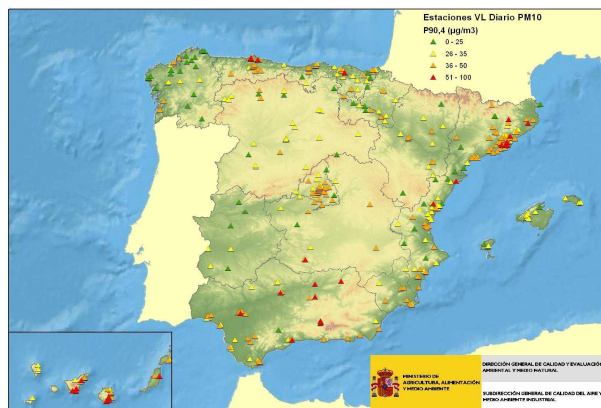 Estaciones VL Diario PM10
P90,4 (µg/m3)
0 - 25
26 - 35
36 - 50
51 - 100
MINISTERIO
DE
AGRICULTURA, ALIMENTACIÓN
Y MEDIO AMBIENTE
DIRECCIÓN GENERAL DE CALIDAD Y EVALUACIÓN
AMBIENTAL Y MEDIO NATURAL
SUBDIRECCIÓN GENERAL DE CALIDAD DEL AIRE Y
MEDIO AMBIENTE INDUSTRIAL